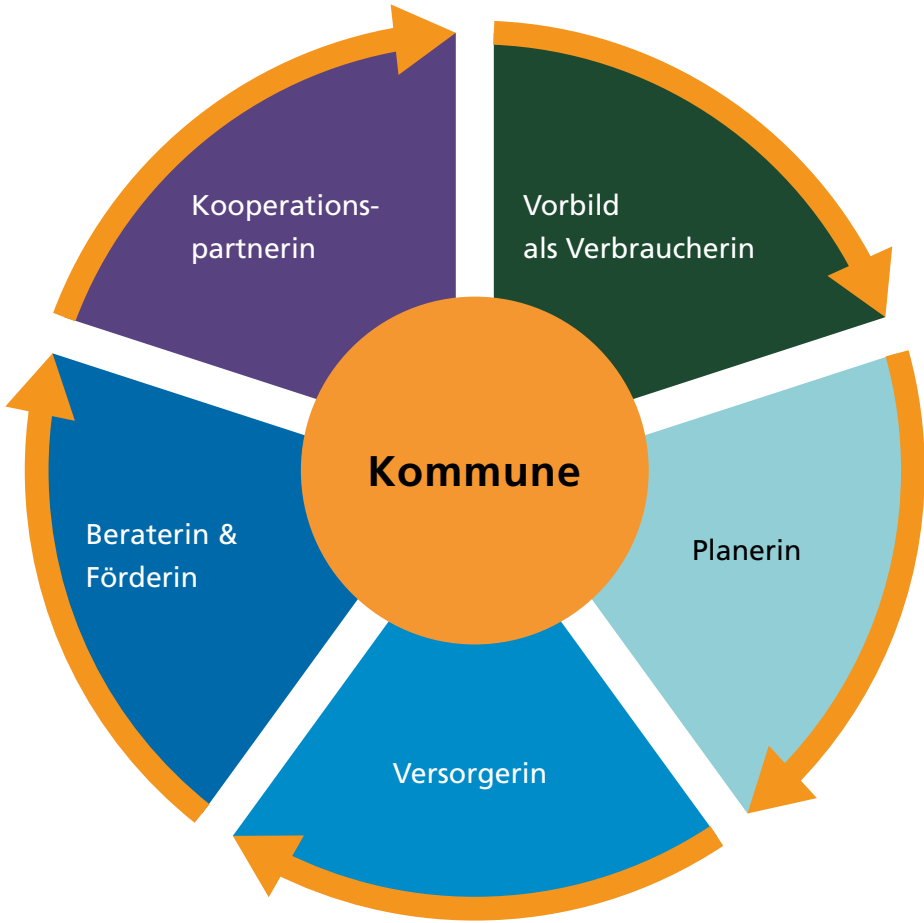 Kooperations-
partnerin
Vorbild
als Verbraucherin
Kommune
Beraterin &
Förderin
Planerin
Versorgerin